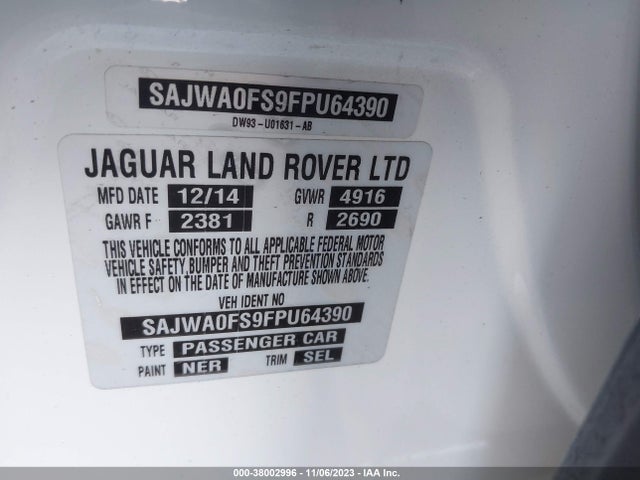 SAJWA0FS9FPU64390
DW93-U01631-AB
JAGUAR LAND ROVER LTD
MFD DATE 12/14 GVWR 4916
GAWR F 2381 R 2690
THIS VEHICLE CONFORMS TO ALL APPLICABLE FEDERAL MOTOR
VEHICLE SAFETY,BUMPER AND THEFT PREVENTION STANDARDS
IN EFFECT ON THE DATE OF MANUFACTURE SHOWN ABOVE.
VEH IDENT NO
SAJWA0FS9FPU64390
TYPE PASSENGER CAR
PAINT NER TRIM SEL
000-38002996 - 11/06/2023 - IAA Inc.